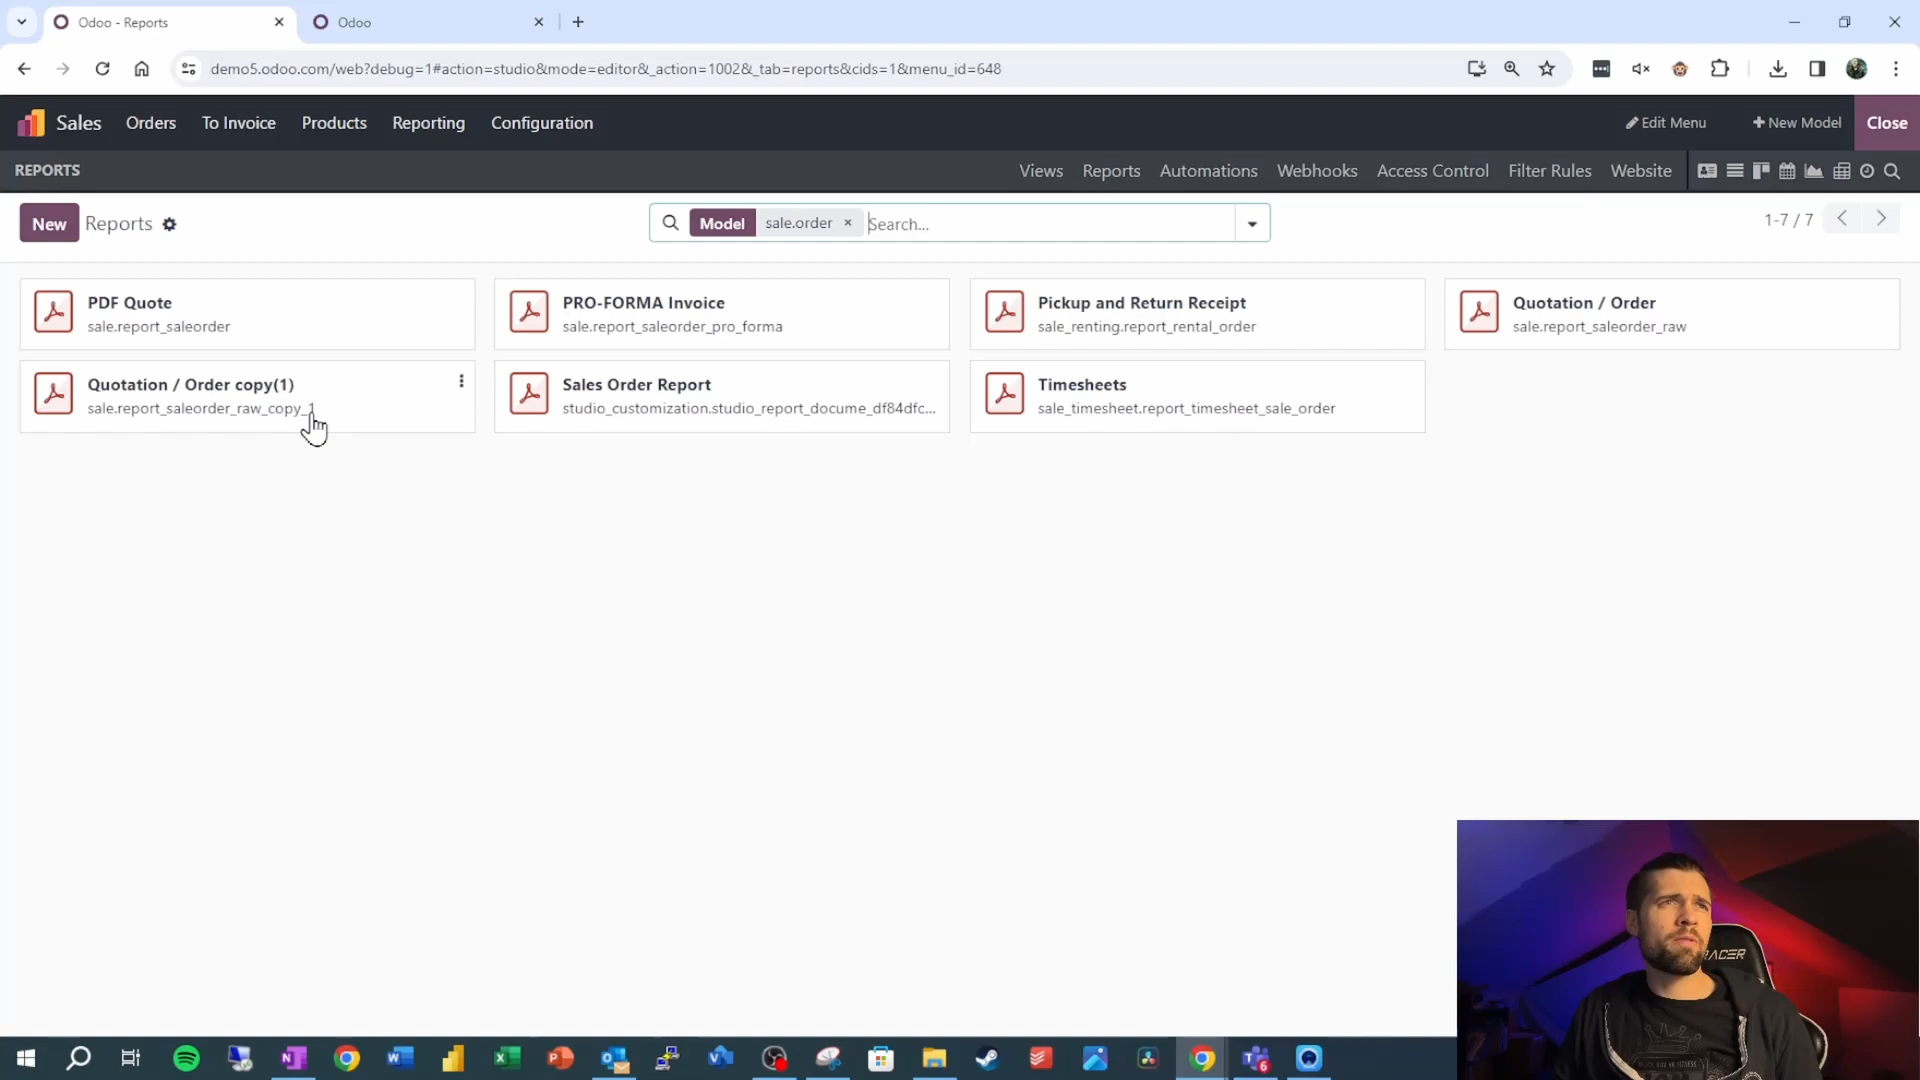 Odoo - Reports
Odoo
demo5.odoo.com/web?debug=1#action=studio&mode=editor&_action=1002&_tab=reports&cids=1&menu_id=648
Sales Orders To Invoice Products Reporting Configuration Edit Menu New Model Close
REPORTS Views Reports Automations Webhooks Access Control Filter Rules Website
New Reports Model sale.order × Search... 1-7 / 7
PDF Quote
sale.report_saleorder
PRO-FORMA Invoice
sale.report_saleorder_pro_forma
Pickup and Return Receipt
sale_renting.report_rental_order
Quotation / Order
sale.report_saleorder_raw
Quotation / Order copy(1)
sale.report_saleorder_raw_copy_1
Sales Order Report
studio_customization.studio_report_docume_df84dfc...
Timesheets
sale_timesheet.report_timesheet_sale_order